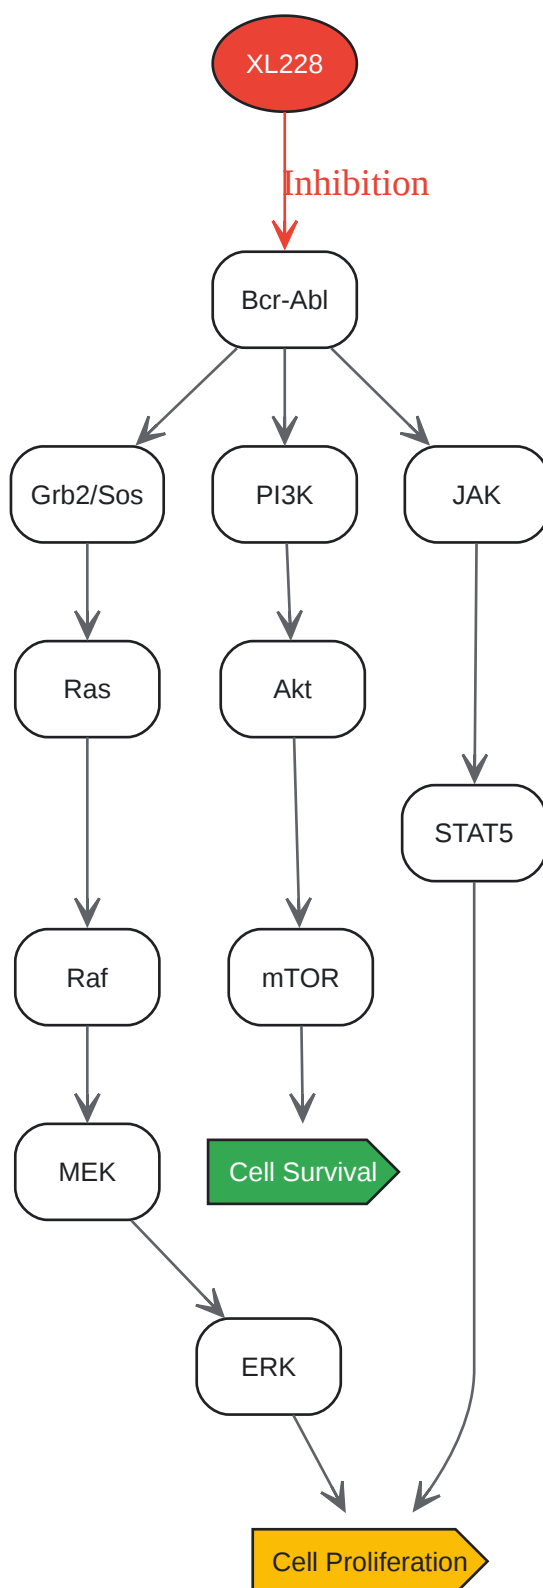 XL228
Inhibition
Bcr-Abl
Grb2/Sos
PI3K
JAK
Ras
Akt
STAT5
Raf
mTOR
MEK
Cell Survival
ERK
Cell Proliferation